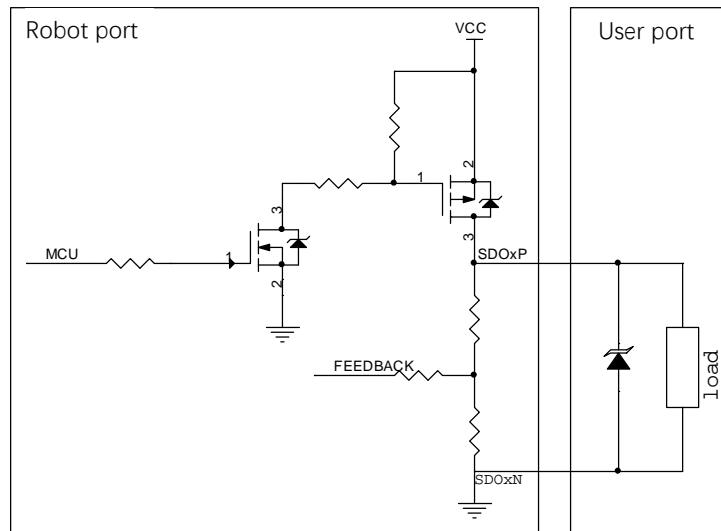 Robot port
User port
VCC
1
2
3
3
MCU
1
2
SDOxP
FEEDBACK
load
SDOxN